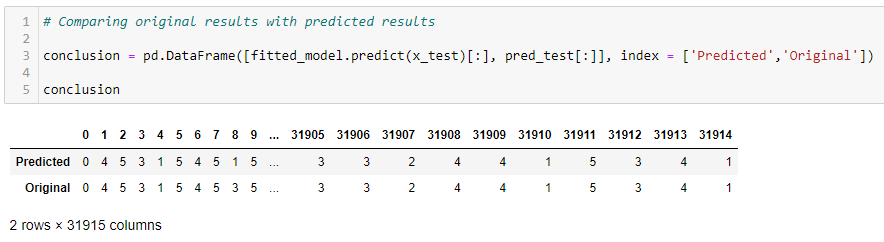 1 # Comparing original results with predicted results
2
3 conclusion = pd.DataFrame([fitted_model.predict(x_test)[:], pred_test[:]], index = ['Predicted','Original'])
4
5 conclusion
0 1 2 3 4 5 6 7 8 9 ... 31905 31906 31907 31908 31909 31910 31911 31912 31913 31914
Predicted 0 4 5 3 1 5 4 5 1 5 ... 3 3 2 4 4 1 5 3 4 1
Original 0 4 5 3 1 5 4 5 3 5 ... 3 3 2 4 4 1 5 3 4 1
2 rows × 31915 columns